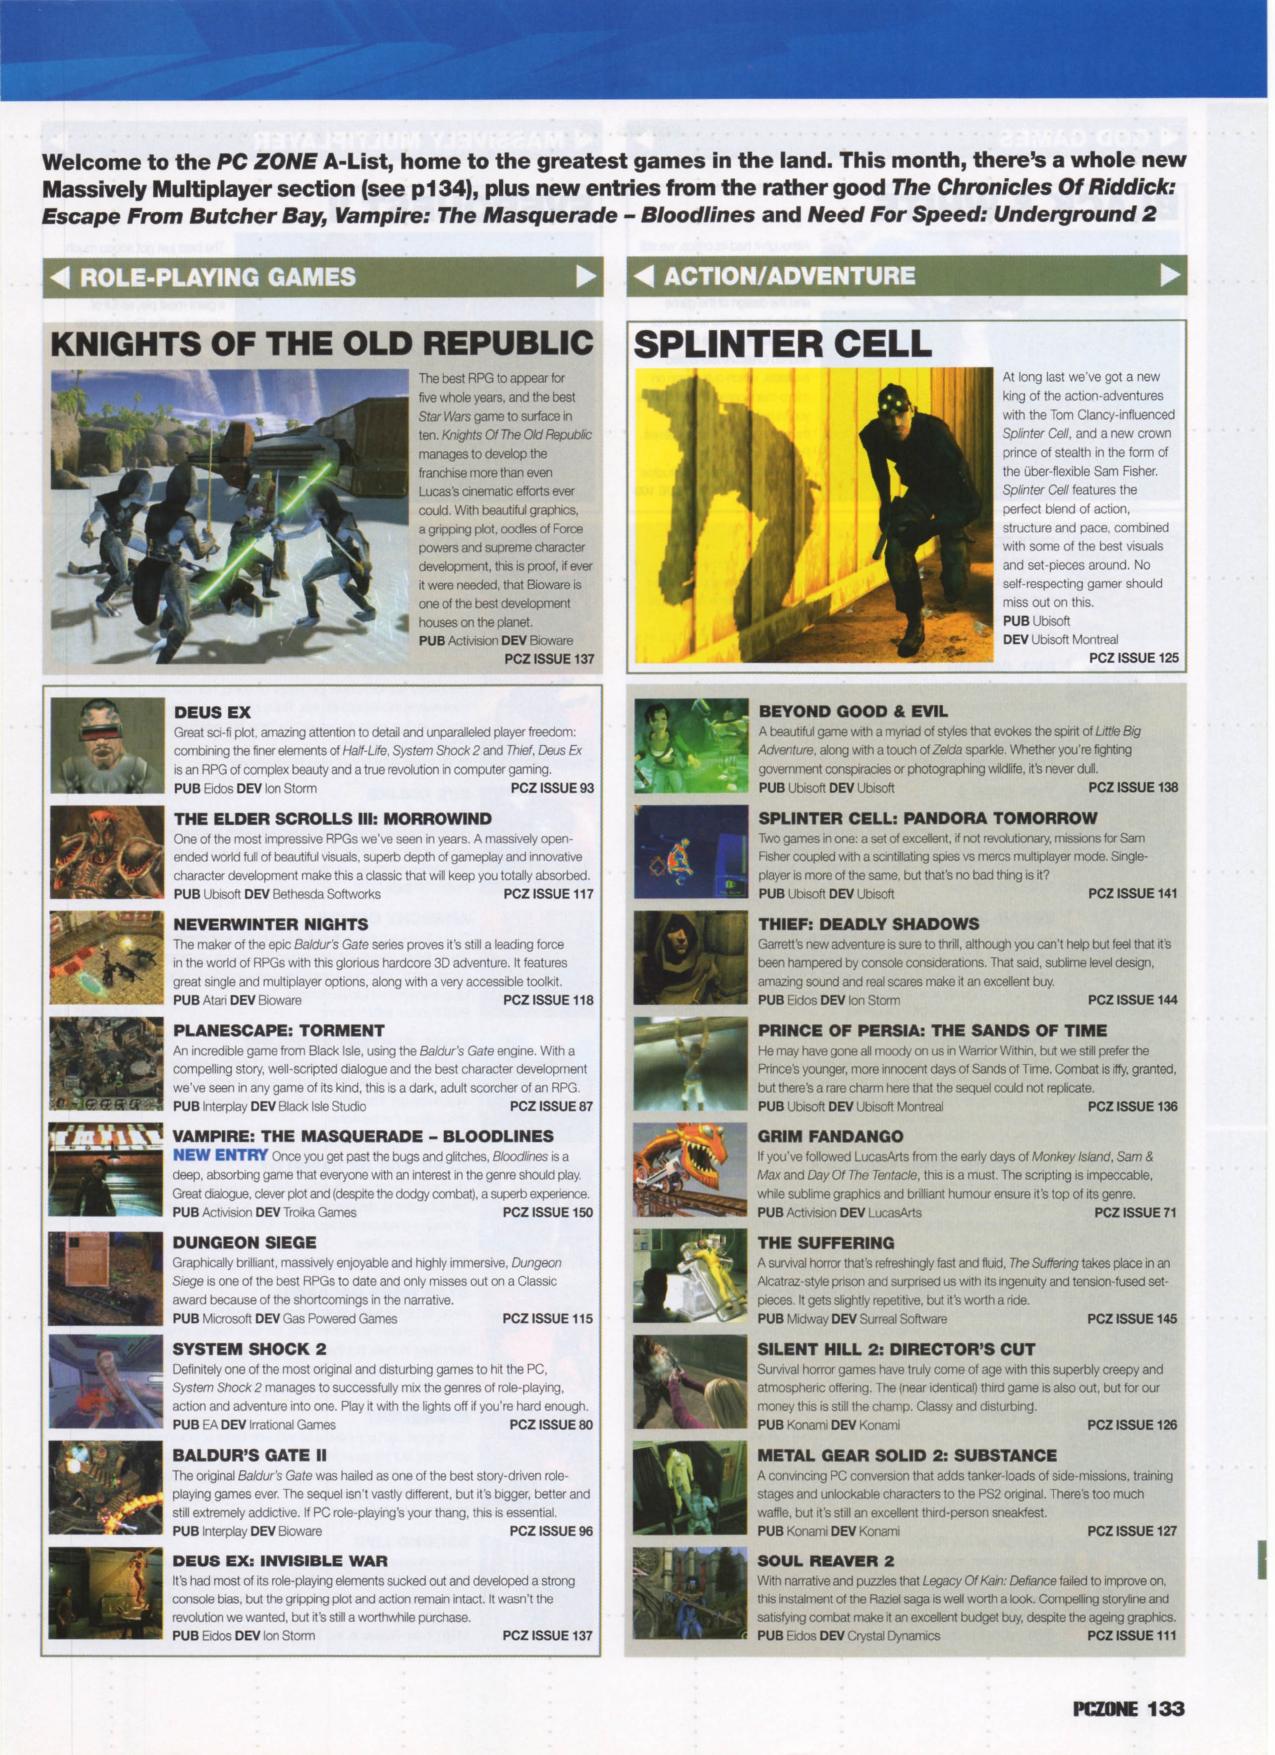 Welcome to the PC ZONE A-List, home to the greatest games in the land. This month, there's a whole new
Massively Multiplayer section (see p134), plus new entries from the rather good The Chronicles Of Riddick:
Escape From Butcher Bay, Vampire: The Masquerade – Bloodlines and Need For Speed: Underground 2
ROLE-PLAYING GAMES
KNIGHTS OF THE OLD REPUBLIC
The best RPG to appear for
five whole years, and the best
Star Wars game to surface in
ten. Knights Of The Old Republic
manages to develop the
franchise more than even
Lucas's cinematic efforts ever
could. With beautiful graphics,
a gripping plot, oodles of Force
powers and supreme character
development, this is proof, if ever
it were needed, that Bioware is
one of the best development
houses on the planet.
PUB Activision DEV Bioware
PCZ ISSUE 137
DEUS EX
Great sci-fi plot, amazing attention to detail and unparalleled player freedom:
combining the finer elements of Half-Life, System Shock 2 and Thief, Deus Ex
is an RPG of complex beauty and a true revolution in computer gaming.
PUB Eidos DEV Ion Storm PCZ ISSUE 93
THE ELDER SCROLLS III: MORROWIND
One of the most impressive RPGs we've seen in years. A massively open-
ended world full of beautiful visuals, superb depth of gameplay and innovative
character development make this a classic that will keep you totally absorbed.
PUB Ubisoft DEV Bethesda Softworks PCZ ISSUE 117
NEVERWINTER NIGHTS
The maker of the epic Baldur's Gate series proves it's still a leading force
in the world of RPGs with this glorious hardcore 3D adventure. It features
great single and multiplayer options, along with a very accessible toolkit.
PUB Atari DEV Bioware PCZ ISSUE 118
PLANESCAPE: TORMENT
An incredible game from Black Isle, using the Baldur's Gate engine. With a
compelling story, well-scripted dialogue and the best character development
we've seen in any game of its kind, this is a dark, adult scorcher of an RPG.
PUB Interplay DEV Black Isle Studio PCZ ISSUE 87
VAMPIRE: THE MASQUERADE – BLOODLINES
NEW ENTRY Once you get past the bugs and glitches, Bloodlines is a
deep, absorbing game that everyone with an interest in the genre should play.
Great dialogue, clever plot and (despite the dodgy combat), a superb experience.
PUB Activision DEV Troika Games PCZ ISSUE 150
DUNGEON SIEGE
Graphically brilliant, massively enjoyable and highly immersive, Dungeon
Siege is one of the best RPGs to date and only misses out on a Classic
award because of the shortcomings in the narrative.
PUB Microsoft DEV Gas Powered Games PCZ ISSUE 115
SYSTEM SHOCK 2
Definitely one of the most original and disturbing games to hit the PC,
System Shock 2 manages to successfully mix the genres of role-playing,
action and adventure into one. Play it with the lights off if you're hard enough.
PUB EA DEV Irrational Games PCZ ISSUE 80
BALDUR'S GATE II
The original Baldur's Gate was hailed as one of the best story-driven role-
playing games ever. The sequel isn't vastly different, but it's bigger, better and
still extremely addictive. If PC role-playing's your thang, this is essential.
PUB Interplay DEV Bioware PCZ ISSUE 96
DEUS EX: INVISIBLE WAR
It's had most of its role-playing elements sucked out and developed a strong
console bias, but the gripping plot and action remain intact. It wasn't the
revolution we wanted, but it's still a worthwhile purchase.
PUB Eidos DEV Ion Storm PCZ ISSUE 137
ACTION/ADVENTURE
SPLINTER CELL
At long last we've got a new
king of the action-adventures
with the Tom Clancy-influenced
Splinter Cell, and a new crown
prince of stealth in the form of
the über-flexible Sam Fisher.
Splinter Cell features the
perfect blend of action,
structure and pace, combined
with some of the best visuals
and set-pieces around. No
self-respecting gamer should
miss out on this.
PUB Ubisoft
DEV Ubisoft Montreal
PCZ ISSUE 125
BEYOND GOOD & EVIL
A beautiful game with a myriad of styles that evokes the spirit of Little Big
Adventure, along with a touch of Zelda sparkle. Whether you're fighting
government conspiracies or photographing wildlife, it's never dull.
PUB Ubisoft DEV Ubisoft PCZ ISSUE 138
SPLINTER CELL: PANDORA TOMORROW
Two games in one: a set of excellent, if not revolutionary, missions for Sam
Fisher coupled with a scintillating spies vs mercs multiplayer mode. Single-
player is more of the same, but that's no bad thing is it?
PUB Ubisoft DEV Ubisoft PCZ ISSUE 141
THIEF: DEADLY SHADOWS
Garrett's new adventure is sure to thrill, although you can't help but feel that it's
been hampered by console considerations. That said, sublime level design,
amazing sound and real scares make it an excellent buy.
PUB Eidos DEV Ion Storm PCZ ISSUE 144
PRINCE OF PERSIA: THE SANDS OF TIME
He may have gone all moody on us in Warrior Within, but we still prefer the
Prince's younger, more innocent days of Sands of Time. Combat is iffy, granted,
but there's a rare charm here that the sequel could not replicate.
PUB Ubisoft DEV Ubisoft Montreal PCZ ISSUE 136
GRIM FANDANGO
If you've followed LucasArts from the early days of Monkey Island, Sam &
Max and Day Of The Tentacle, this is a must. The scripting is impeccable,
while sublime graphics and brilliant humour ensure it's top of its genre.
PUB Activision DEV LucasArts PCZ ISSUE 71
THE SUFFERING
A survival horror that's refreshingly fast and fluid, The Suffering takes place in an
Alcatraz-style prison and surprised us with its ingenuity and tension-fused set-
pieces. It gets slightly repetitive, but it's worth a ride.
PUB Midway DEV Surreal Software PCZ ISSUE 145
SILENT HILL 2: DIRECTOR'S CUT
Survival horror games have truly come of age with this superbly creepy and
atmospheric offering. The (near identical) third game is also out, but for our
money this is still the champ. Classy and disturbing.
PUB Konami DEV Konami PCZ ISSUE 126
METAL GEAR SOLID 2: SUBSTANCE
A convincing PC conversion that adds tanker-loads of side-missions, training
stages and unlockable characters to the PS2 original. There's too much
waffle, but it's still an excellent third-person sneakfest.
PUB Konami DEV Konami PCZ ISSUE 127
SOUL REAVER 2
With narrative and puzzles that Legacy Of Kain: Defiance failed to improve on,
this instalment of the Raziel saga is well worth a look. Compelling storyline and
satisfying combat make it an excellent budget buy, despite the ageing graphics.
PUB Eidos DEV Crystal Dynamics PCZ ISSUE 111
PCZONE 133